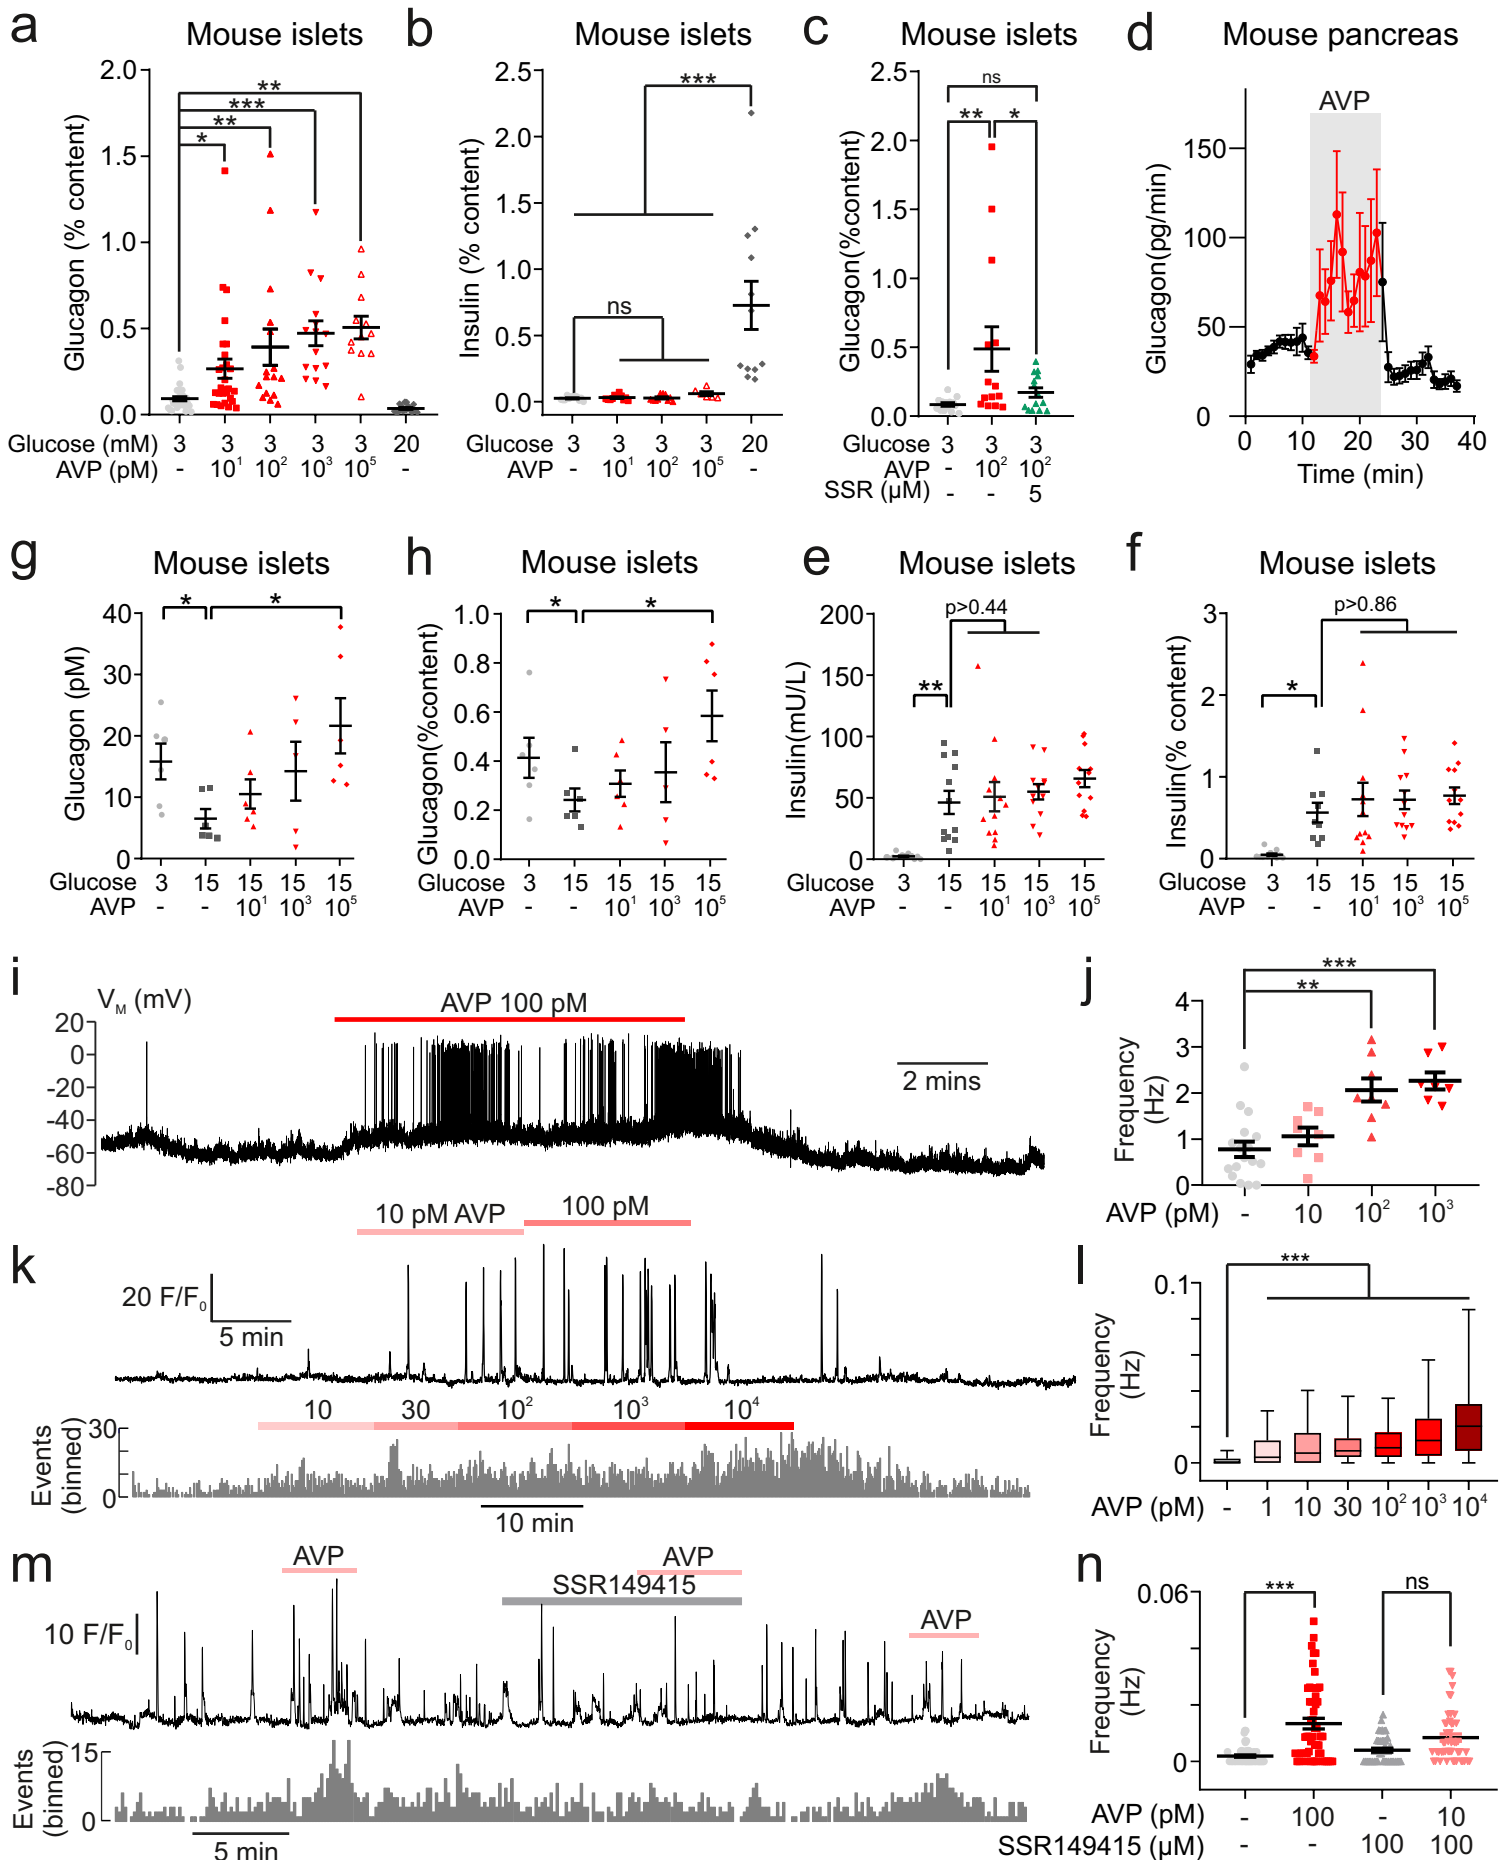 a Mouse islets
Glucagon (% content)
2.0
1.5
1.0
0.5
0.0
**
***
**
*
Glucose (mM) 3 3 3 3 3 20
AVP (pM) - 10¹ 10² 10³ 10⁵ -
b Mouse islets
Insulin (% content)
2.5
2.0
1.5
1.0
0.5
0.0
***
ns
Glucose 3 3 3 3 20
AVP - 10¹ 10² 10⁵ -
c Mouse islets
Glucagon(%content)
2.5
2.0
1.5
1.0
0.5
0.0
ns
** *
Glucose 3 3 3
AVP - 10² 10²
SSR (µM) - - 5
d Mouse pancreas
AVP
Glucagon(pg/min)
150
100
50
0
0 10 20 30 40
Time (min)
g Mouse islets
Glucagon (pM)
40
30
20
10
0
* *
Glucose 3 15 15 15 15
AVP - - 10¹ 10³ 10⁵
h Mouse islets
Glucagon(%content)
1.0
0.8
0.6
0.4
0.2
0.0
* *
Glucose 3 15 15 15 15
AVP - - 10¹ 10³ 10⁵
e Mouse islets
Insulin(mU/L)
200
150
100
50
0
p>0.44
**
Glucose 3 15 15 15 15
AVP - - 10¹ 10³ 10⁵
f Mouse islets
Insulin(% content)
3
2
1
0
p>0.86
*
Glucose 3 15 15 15 15
AVP - - 10¹ 10³ 10⁵
i
V_M (mV)
AVP 100 pM
20
0
-20
-40
-60
-80
2 mins
j
Frequency
(Hz)
4
3
2
1
0
***
**
AVP (pM) - 10 10² 10³
k
10 pM AVP 100 pM
20 F/F₀
5 min
10 30 10² 10³ 10⁴
Events
(binned)
30
0
10 min
l
Frequency
(Hz)
0.1
0
***
AVP (pM) - 1 10 30 10² 10³ 10⁴
m
AVP AVP
SSR149415
AVP
10 F/F₀
Events
(binned)
15
0
5 min
n
Frequency
(Hz)
0.06
0
*** ns
AVP (pM) - 100 - 10
SSR149415 (µM) - - 100 100